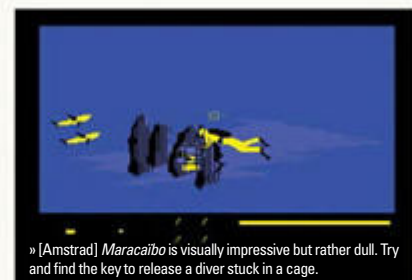 » [Amstrad] Maracaïbo is visually impressive but rather dull. Try
and find the key to release a diver stuck in a cage.